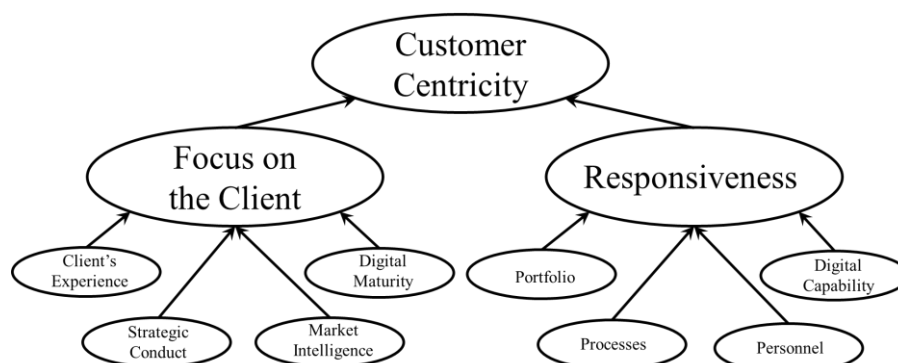 Customer
Centricity
Focus on
the Client
Responsiveness
Client's
Experience
Digital
Maturity
Portfolio
Digital
Capability
Strategic
Conduct
Market
Intelligence
Processes
Personnel